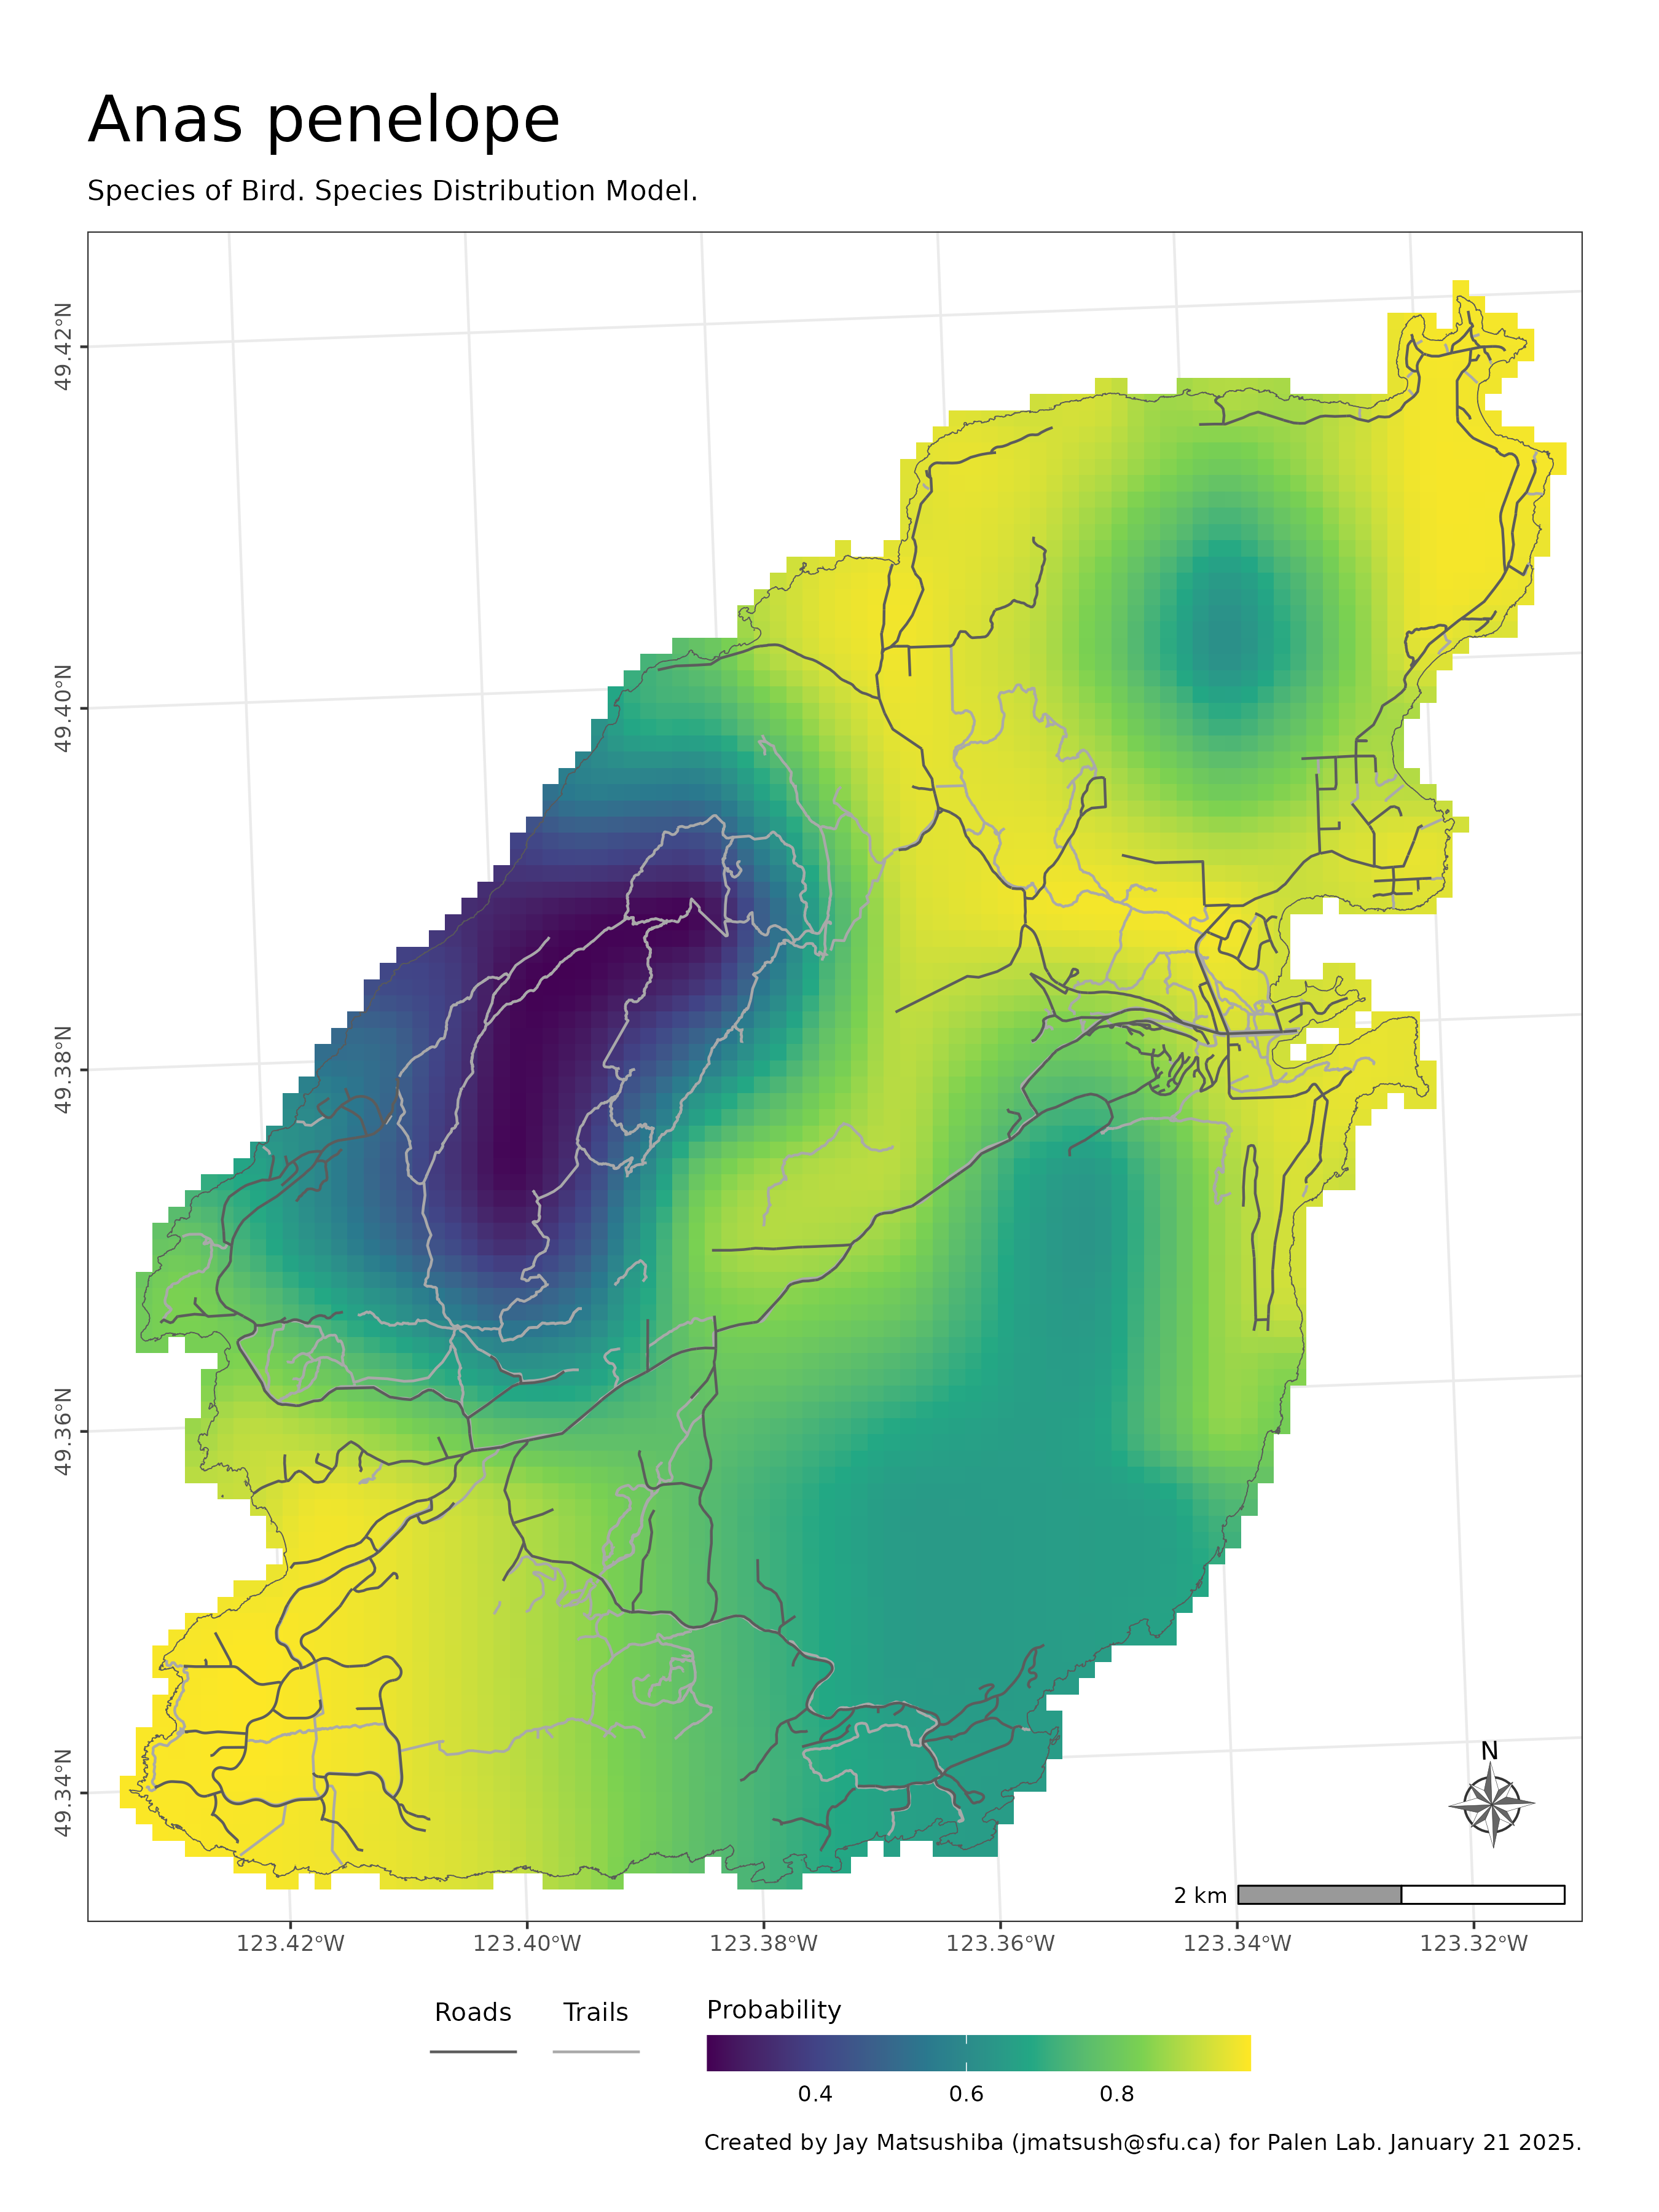 Anas penelope
Species of Bird. Species Distribution Model.
49.42°N
49.40°N
49.38°N
49.36°N
49.34°N
N
2 km
123.42°W 123.40°W 123.38°W 123.36°W 123.34°W 123.32°W
Roads Trails Probability
0.4 0.6 0.8
Created by Jay Matsushiba (jmatsush@sfu.ca) for Palen Lab. January 21 2025.